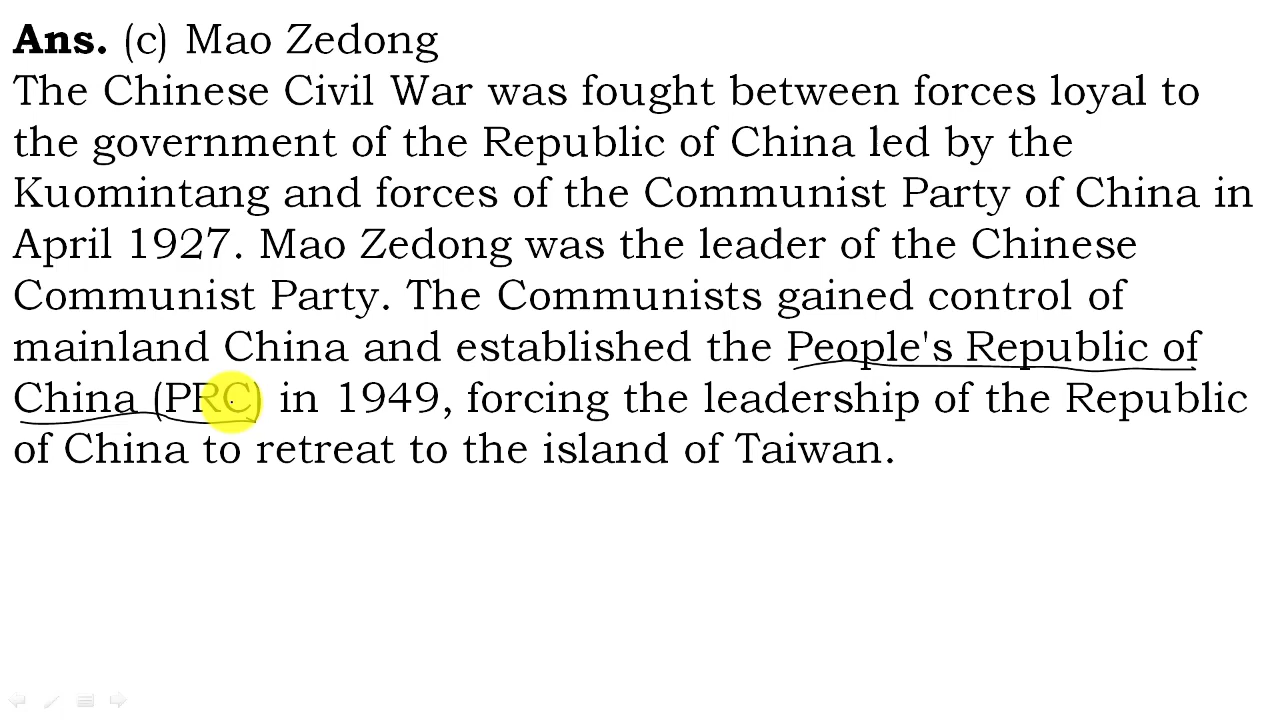 Ans. (c) Mao Zedong
The Chinese Civil War was fought between forces loyal to
the government of the Republic of China led by the
Kuomintang and forces of the Communist Party of China in
April 1927. Mao Zedong was the leader of the Chinese
Communist Party. The Communists gained control of
mainland China and established the People's Republic of
China (PRC) in 1949, forcing the leadership of the Republic
of China to retreat to the island of Taiwan.